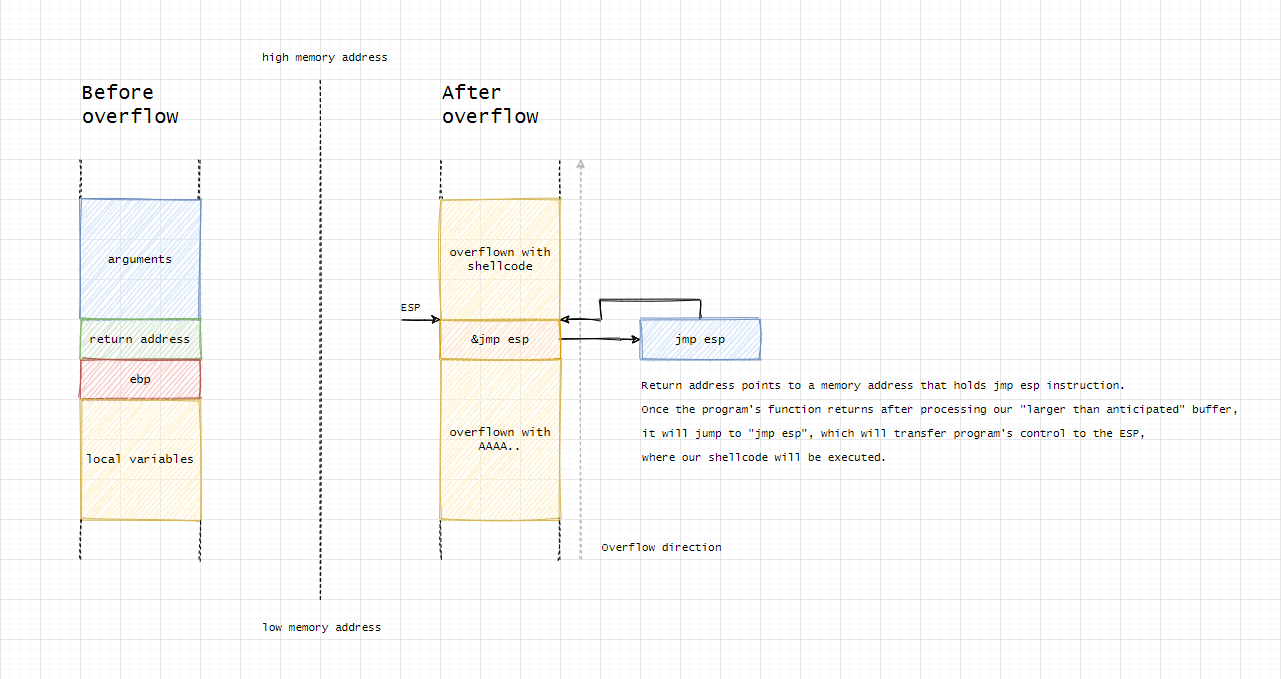 high memory address
Before
overflow
After
overflow
arguments
overflown with
shellcode
ESP
return address
&jmp esp
jmp esp
ebp
Return address points to a memory address that holds jmp esp instruction.
Once the program's function returns after processing our "larger than anticipated" buffer,
it will jump to "jmp esp", which will transfer program's control to the ESP,
where our shellcode will be executed.
local variables
overflown with
AAAA..
Overflow direction
low memory address